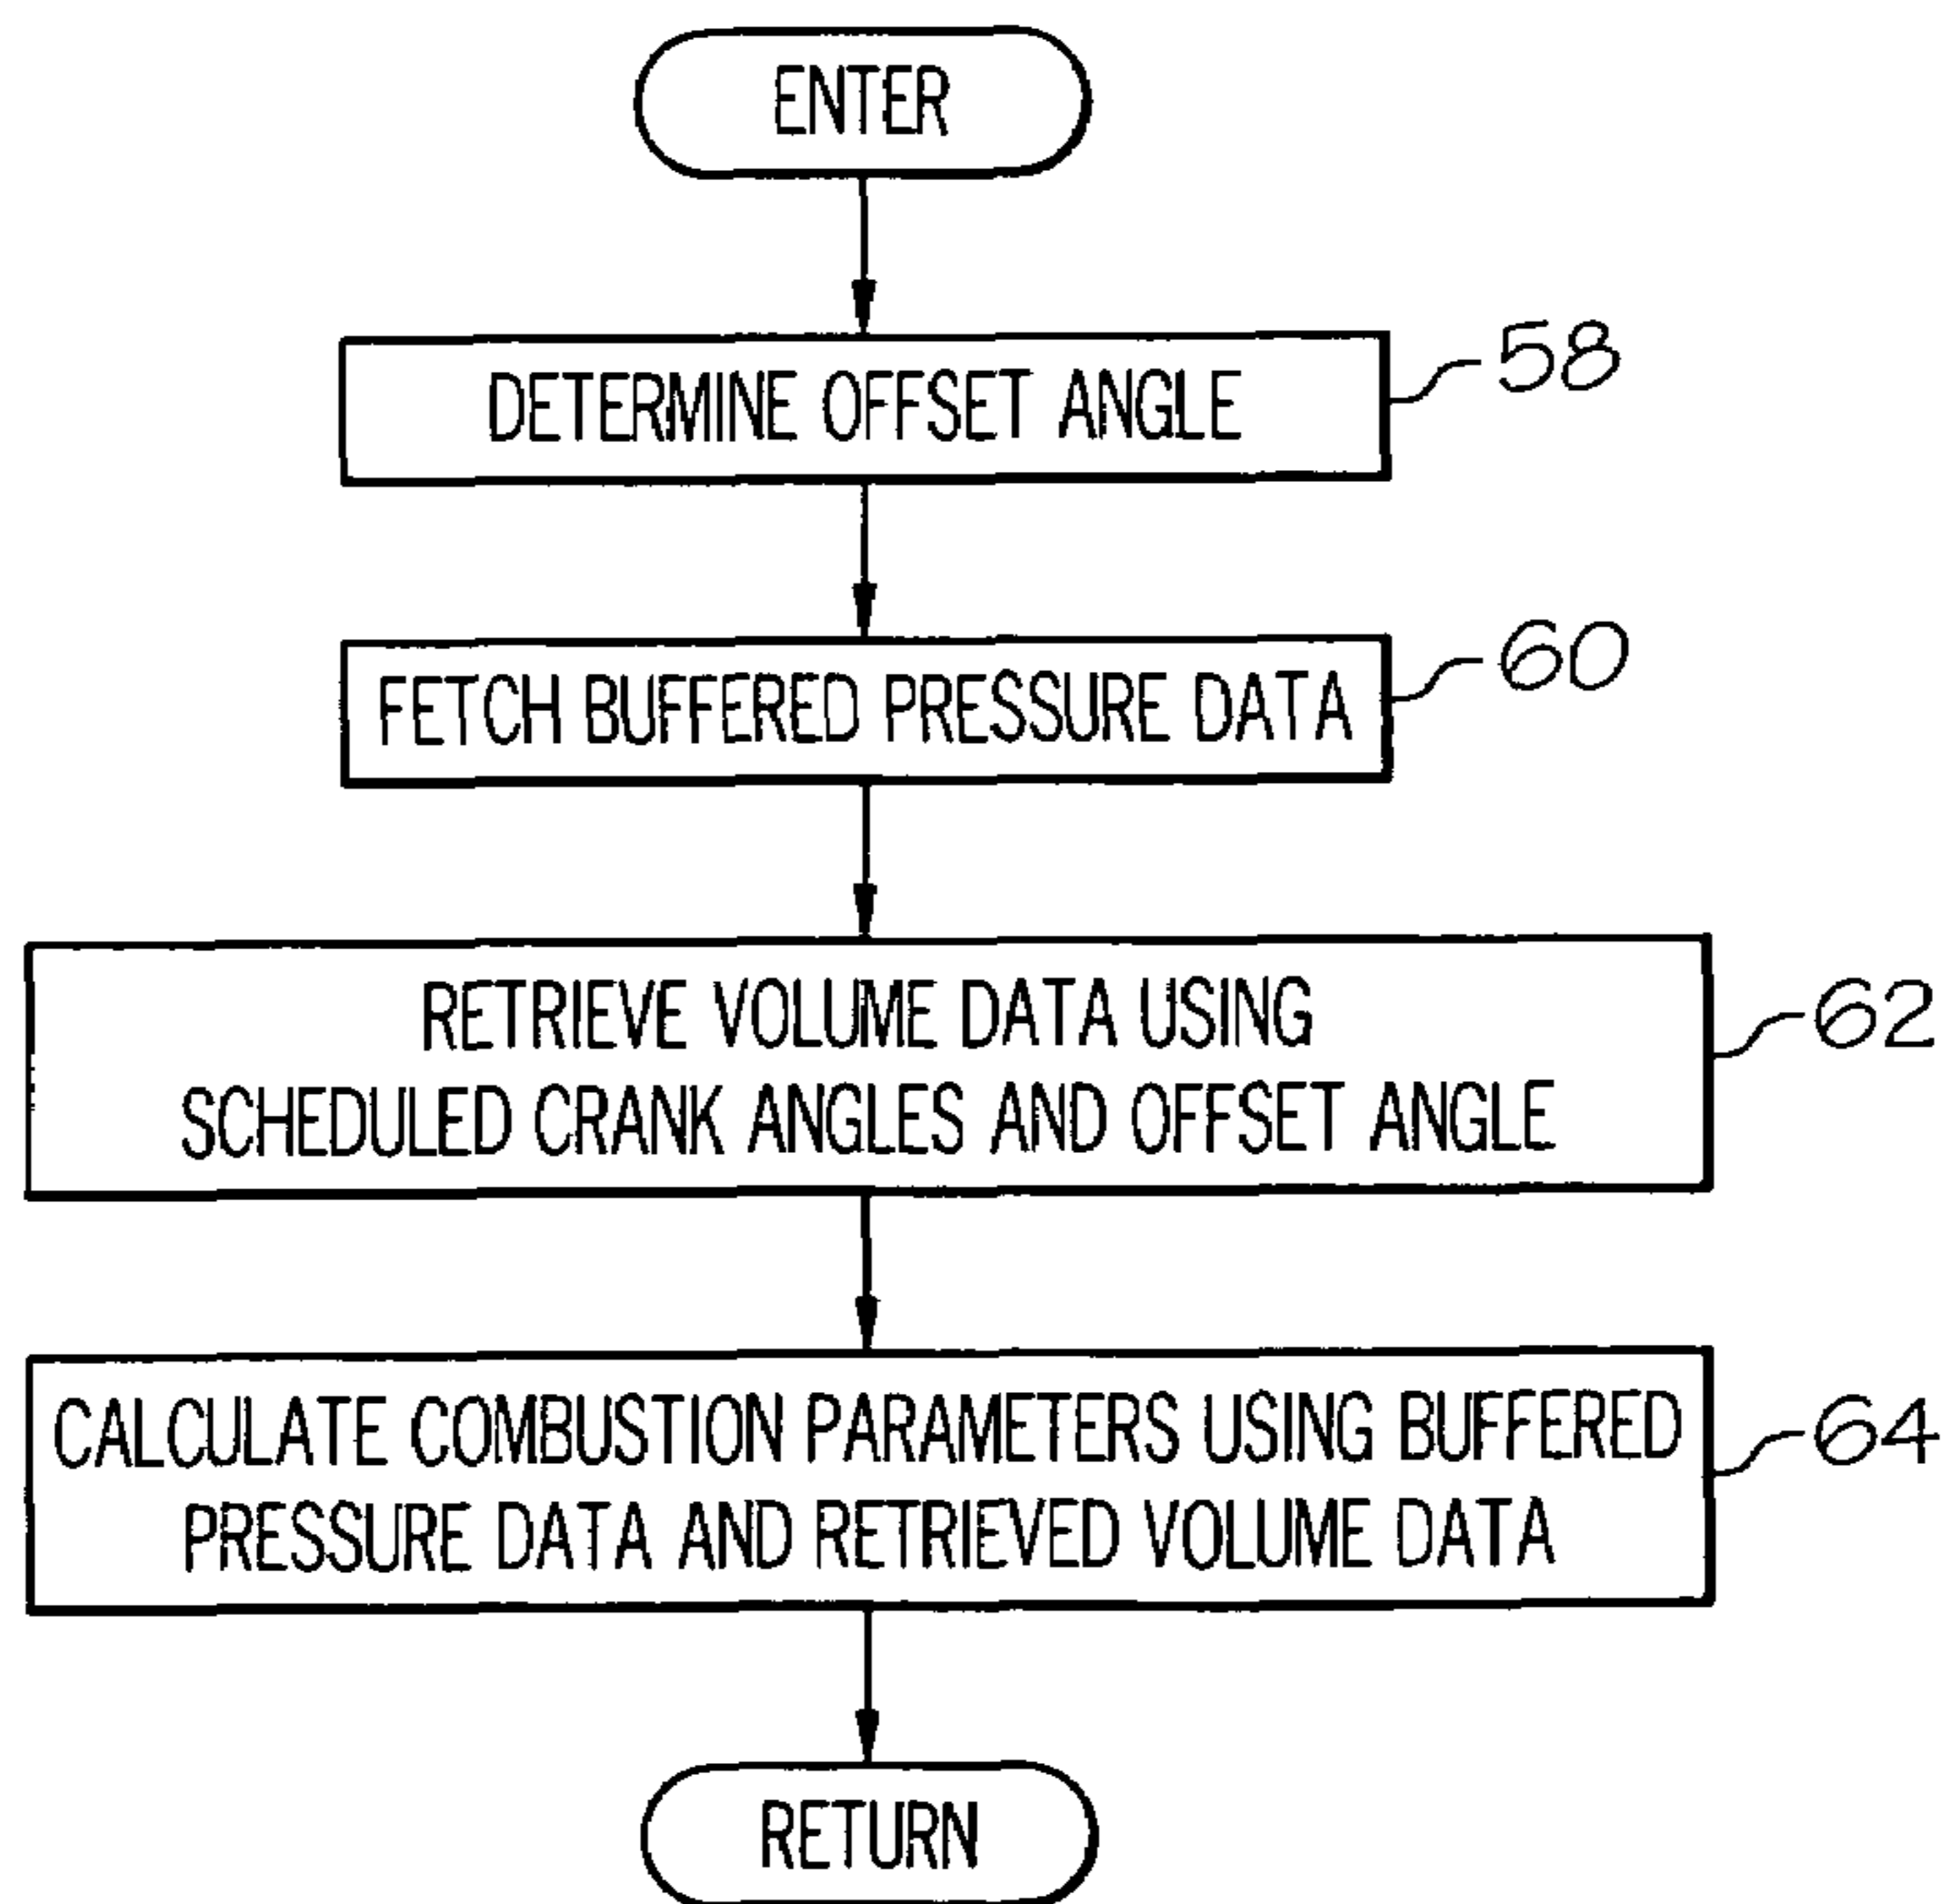 ENTER
DETERMINE OFFSET ANGLE
58
FETCH BUFFERED PRESSURE DATA
60
RETRIEVE VOLUME DATA USING
SCHEDULED CRANK ANGLES AND OFFSET ANGLE
62
CALCULATE COMBUSTION PARAMETERS USING BUFFERED
PRESSURE DATA AND RETRIEVED VOLUME DATA
64
RETURN